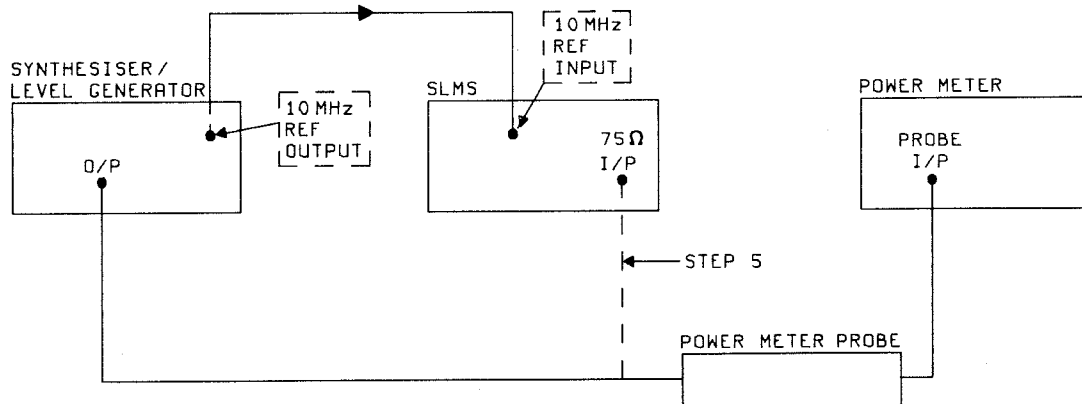 10 MHz
REF
INPUT
SYNTHESISER/
LEVEL GENERATOR
SLMS
POWER METER
10 MHz
REF
OUTPUT
75Ω
I/P
PROBE
I/P
O/P
STEP 5
POWER METER PROBE